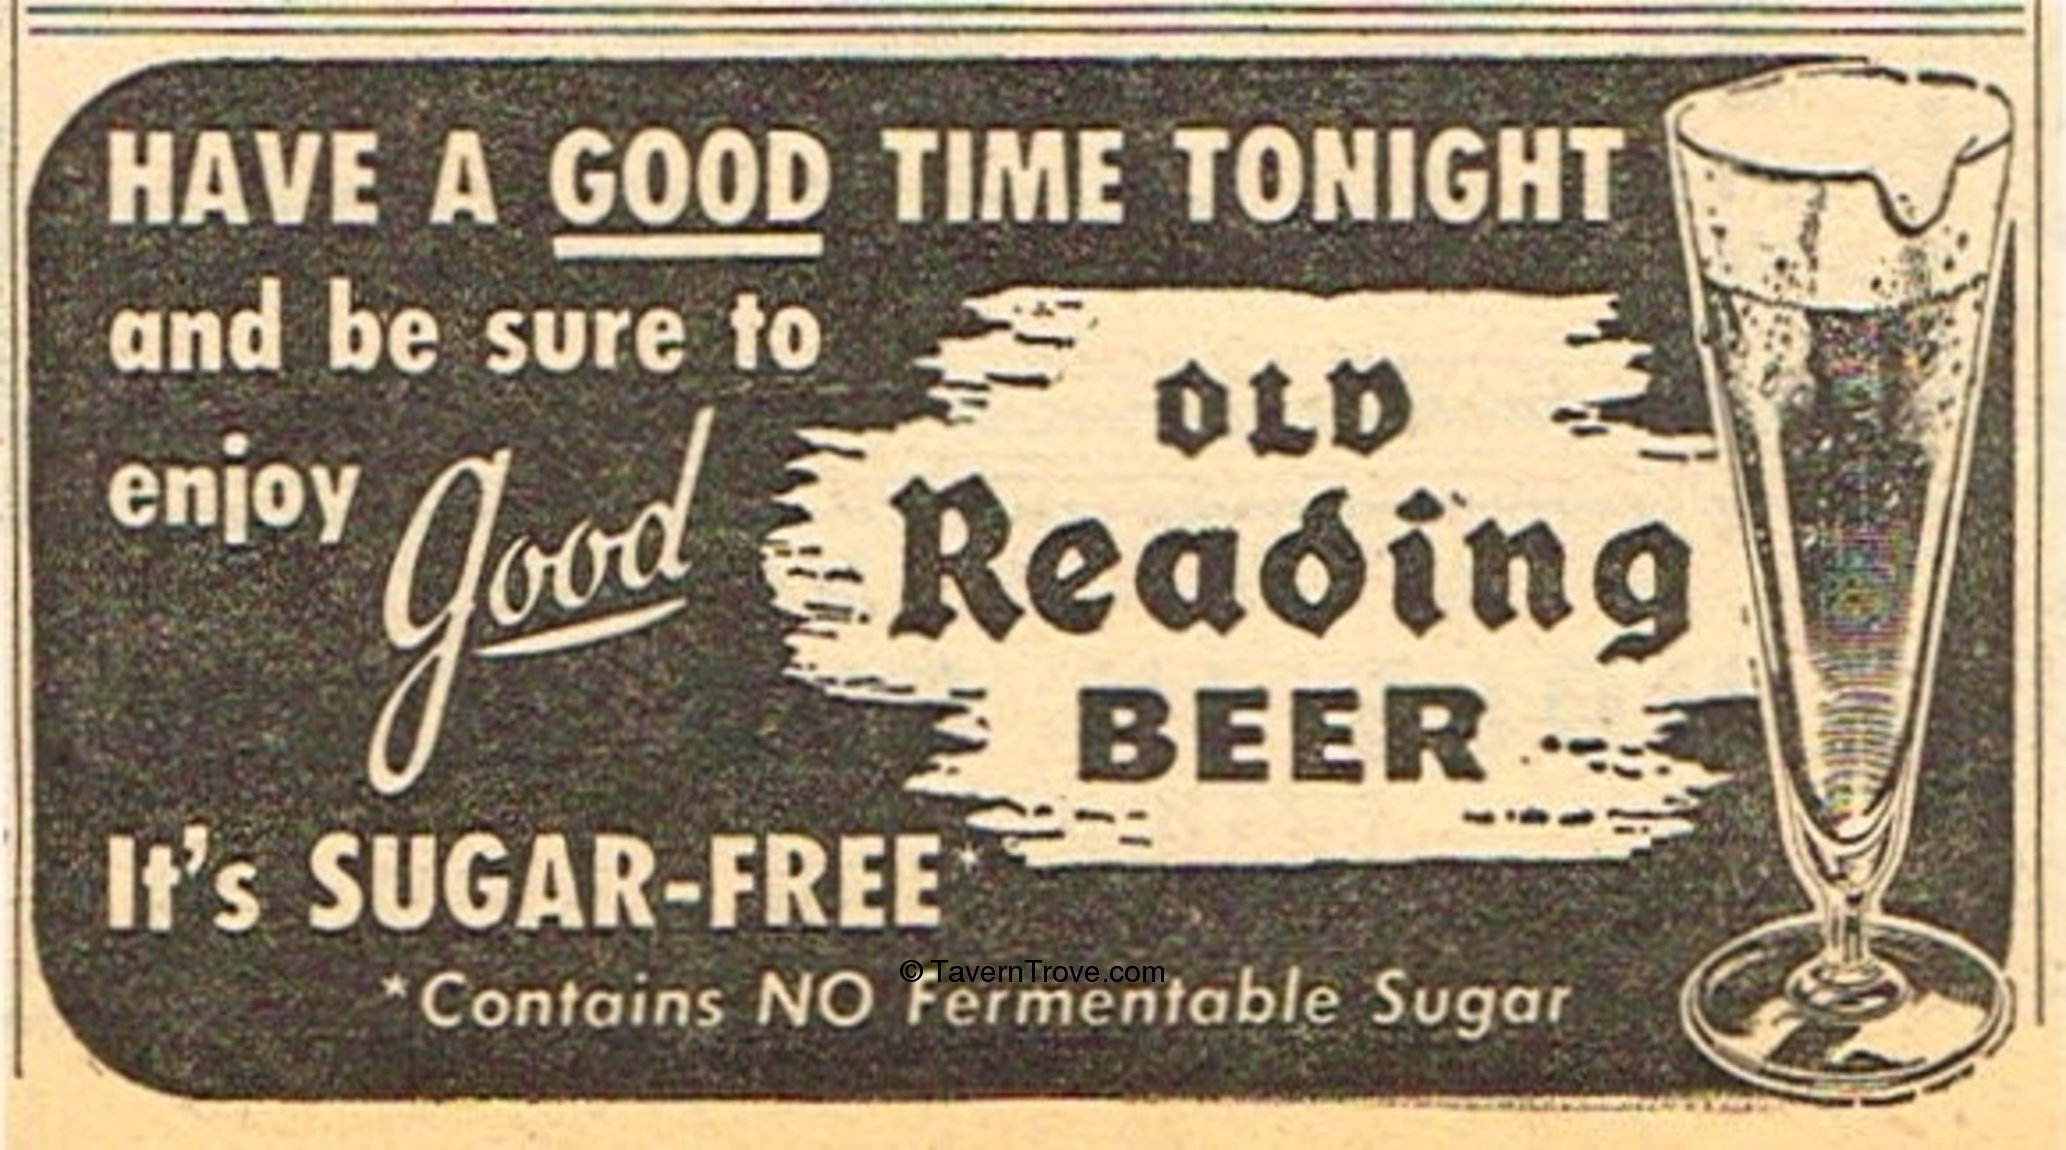 HAVE A GOOD TIME TONIGHT
and be sure to
enjoy good
OLD
Reading
BEER
It's SUGAR-FREE*
*Contains NO Fermentable Sugar
© TavernTrove.com